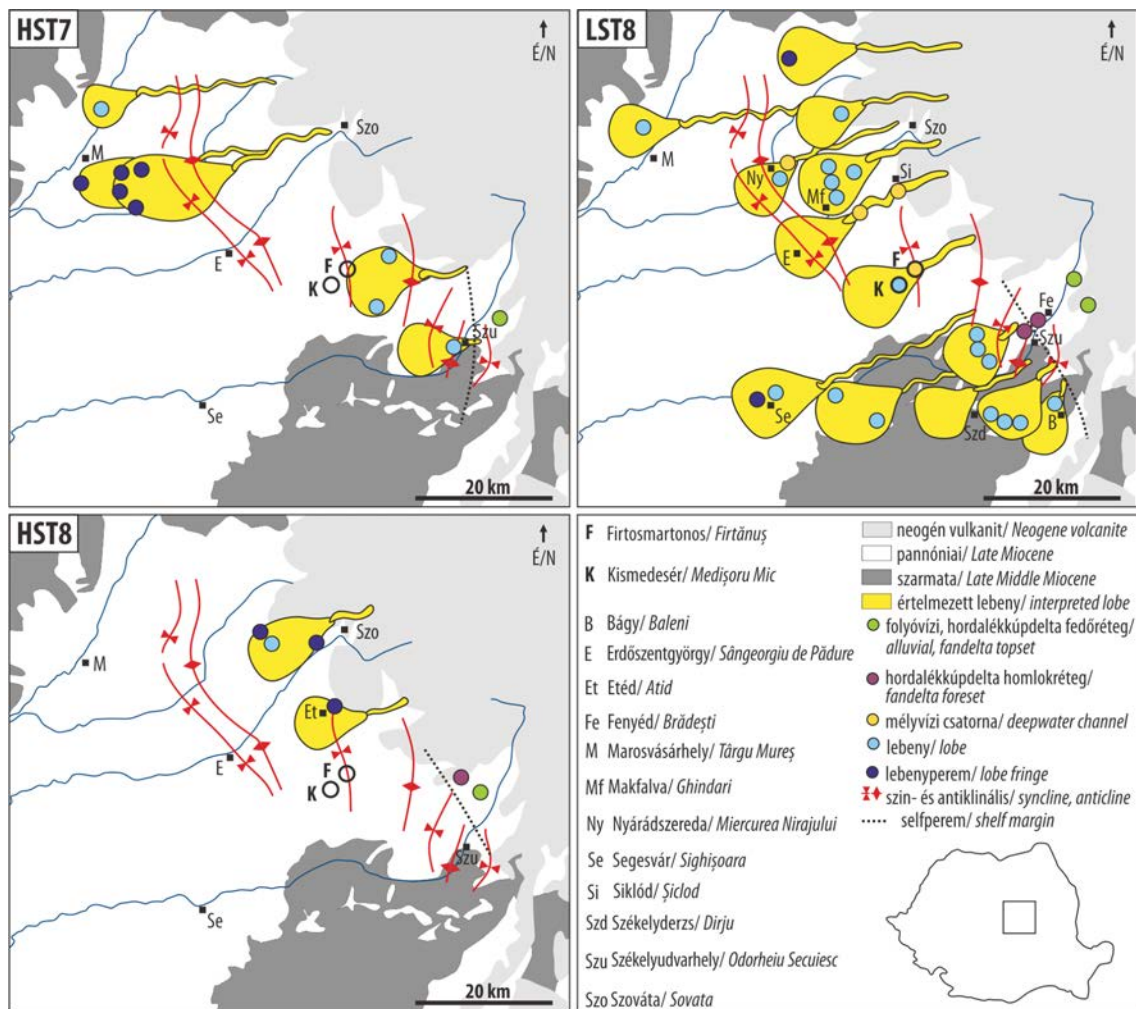 HST7
É/N
Szo
M
E
F
K
Szu
Se
20 km
LST8
É/N
Szo
M
Ny
Si
Mf
E
F
K
Fe
Szu
Se
Szd
B
20 km
HST8
É/N
Szo
M
Et
E
F
K
Szu
Se
20 km
F Firtosmartonos/ Firtănuș
K Kismedesér/ Medișoru Mic
B Bágy/ Baleni
E Erdőszentgyörgy/ Sângeorgiu de Pădure
Et Etéd/ Atid
Fe Fenyéd/ Brădești
M Marosvásárhely/ Târgu Mureș
Mf Makfalva/ Ghindari
Ny Nyárádszereda/ Miercurea Nirajului
Se Segesvár/ Sighișoara
Si Siklód/ Șiclod
Szd Székelyderzs/ Dirju
Szu Székelyudvarhely/ Odorheiu Secuiesc
Szo Szováta/ Sovata
neogén vulkanit/ Neogene volcanite
pannóniai/ Late Miocene
szarmata/ Late Middle Miocene
értelmezett lebeny/ interpreted lobe
folyóvízi, hordalékkúpdelta fedőréteg/
alluvial, fandelta topset
hordalékkúpdelta homlokréteg/
fandelta foreset
mélyvízi csatorna/ deepwater channel
lebeny/ lobe
lebenyperem/ lobe fringe
szin- és antiklinális/ syncline, anticline
selfperem/ shelf margin